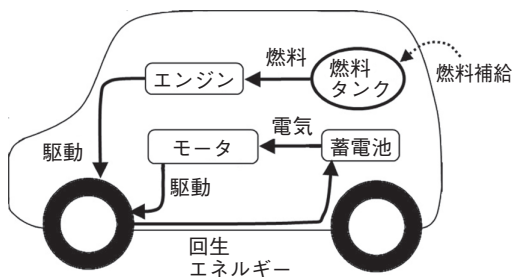 燃料
燃料
タンク
燃料補給
エンジン
電気
モータ
蓄電池
駆動
駆動
回生
エネルギー